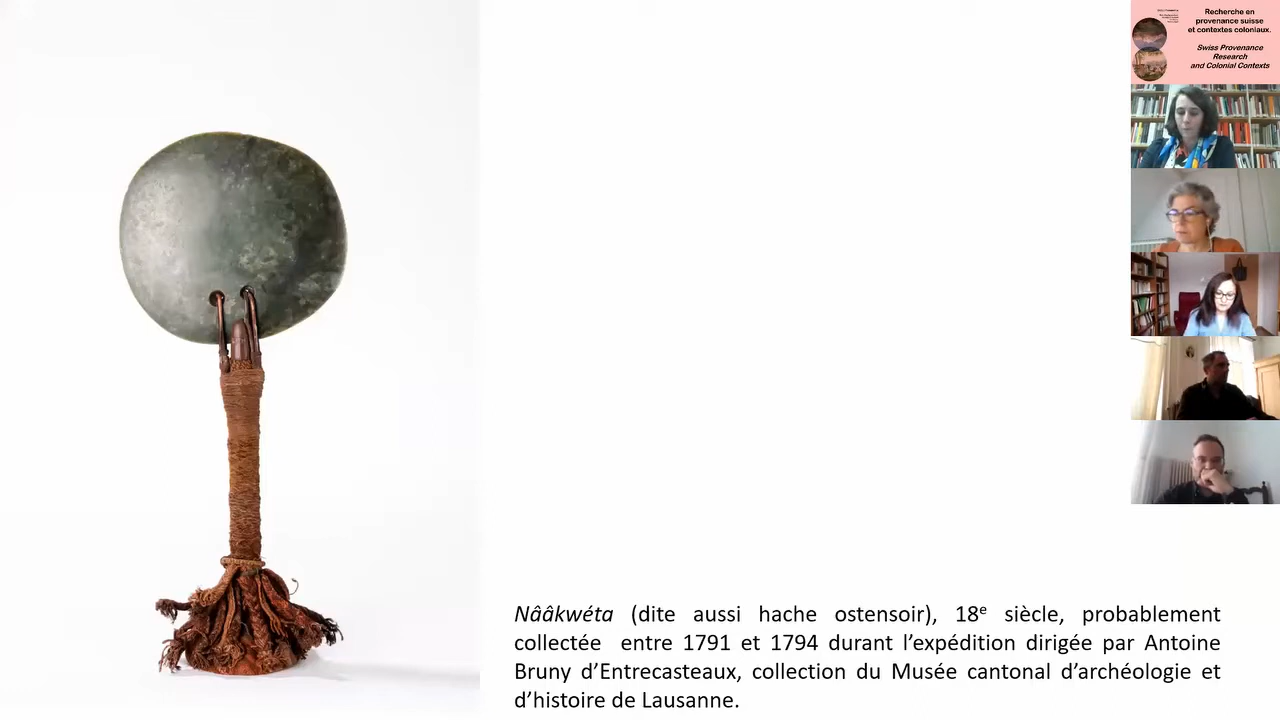 Recherche en
provenance suisse
et contextes coloniaux.
Swiss Provenance
Research
and Colonial Contexts
Nââkwéta (dite aussi hache ostensoir), 18e siècle, probablement
collectée entre 1791 et 1794 durant l’expédition dirigée par Antoine
Bruny d’Entrecasteaux, collection du Musée cantonal d’archéologie et
d’histoire de Lausanne.